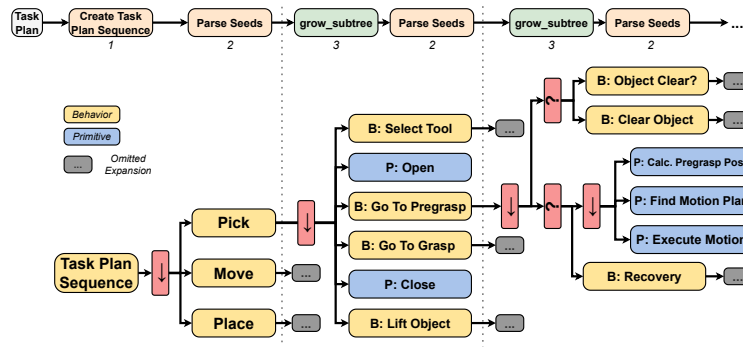 Task
Plan
Create Task
Plan Sequence
Parse Seeds
grow_subtree
Parse Seeds
grow_subtree
Parse Seeds
...
1
2
3
2
3
2
Behavior
Primitive
...
Omitted
Expansion
Task Plan
Sequence
↓
Pick
Move
...
Place
...
↓
B: Select Tool
...
P: Open
B: Go To Pregrasp
B: Go To Grasp
...
P: Close
B: Lift Object
...
↓
?
B: Object Clear?
...
B: Clear Object
...
?
↓
P: Calc. Pregrasp Pos
P: Find Motion Plan
P: Execute Motion
B: Recovery
...